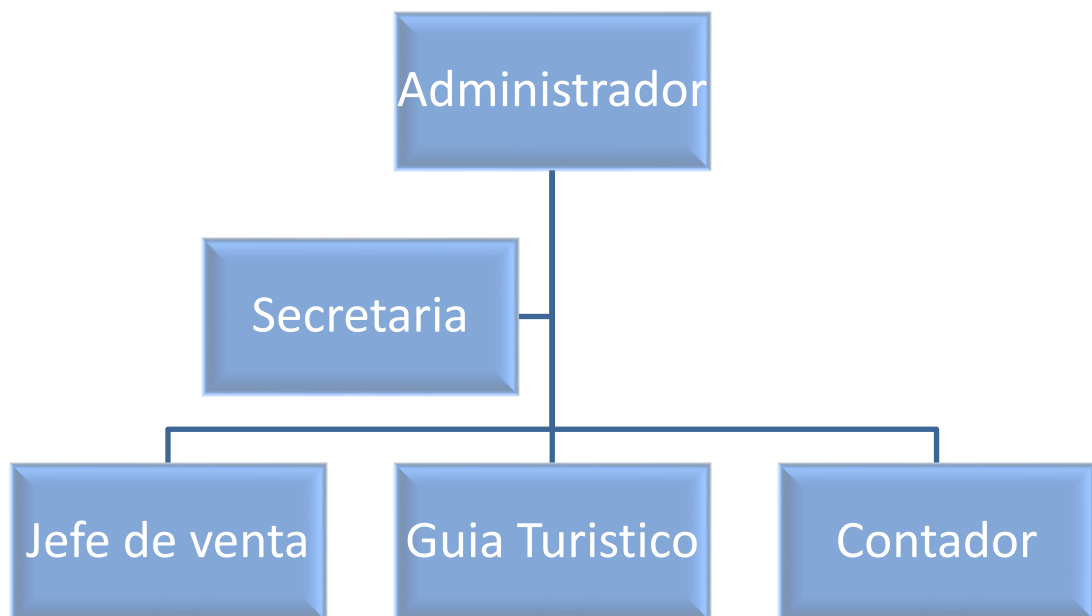 Administrador
Secretaria
Jefe de venta
Guia Turistico
Contador